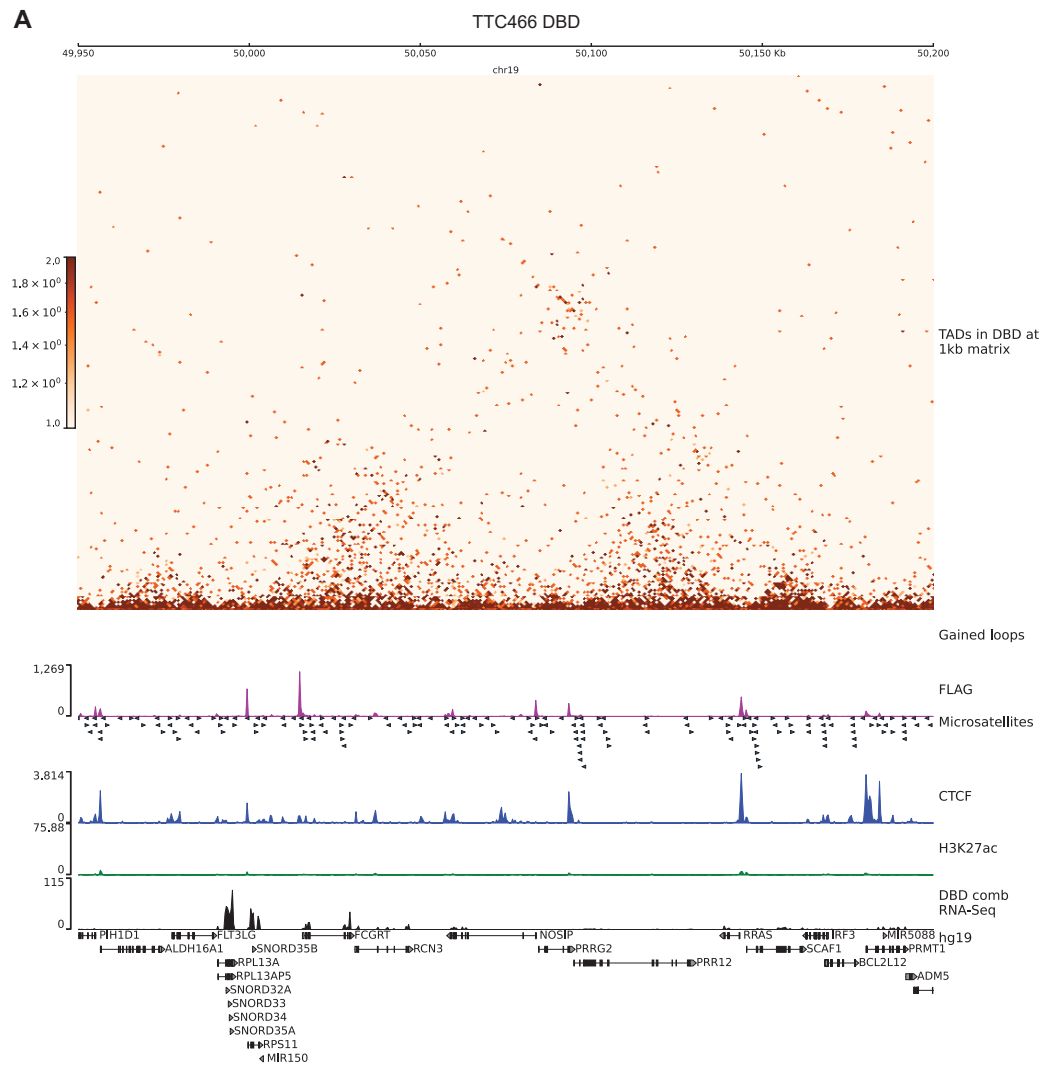 A
TTC466 DBD
49,950 50,000 50,050 50,100 50,150 Kb 50,200
chr19
2.0
1.8 × 10⁰
1.6 × 10⁰
1.4 × 10⁰
1.2 × 10⁰
1.0
TADs in DBD at
1kb matrix
Gained loops
1,269
0
FLAG
Microsatellites
3,814
0
CTCF
75.88
0
H3K27ac
115
0
DBD comb
RNA-Seq
hg19
PIH1D1 FLT3LG FCGRT NOSIP RRAS IRF3 MIR5088
ALDH16A1 SNORD35B RCN3 PRRG2 SCAF1 PRMT1
RPL13A PRR12 BCL2L12
RPL13AP5 ADM5
SNORD32A
SNORD33
SNORD34
SNORD35A
RPS11
MIR150